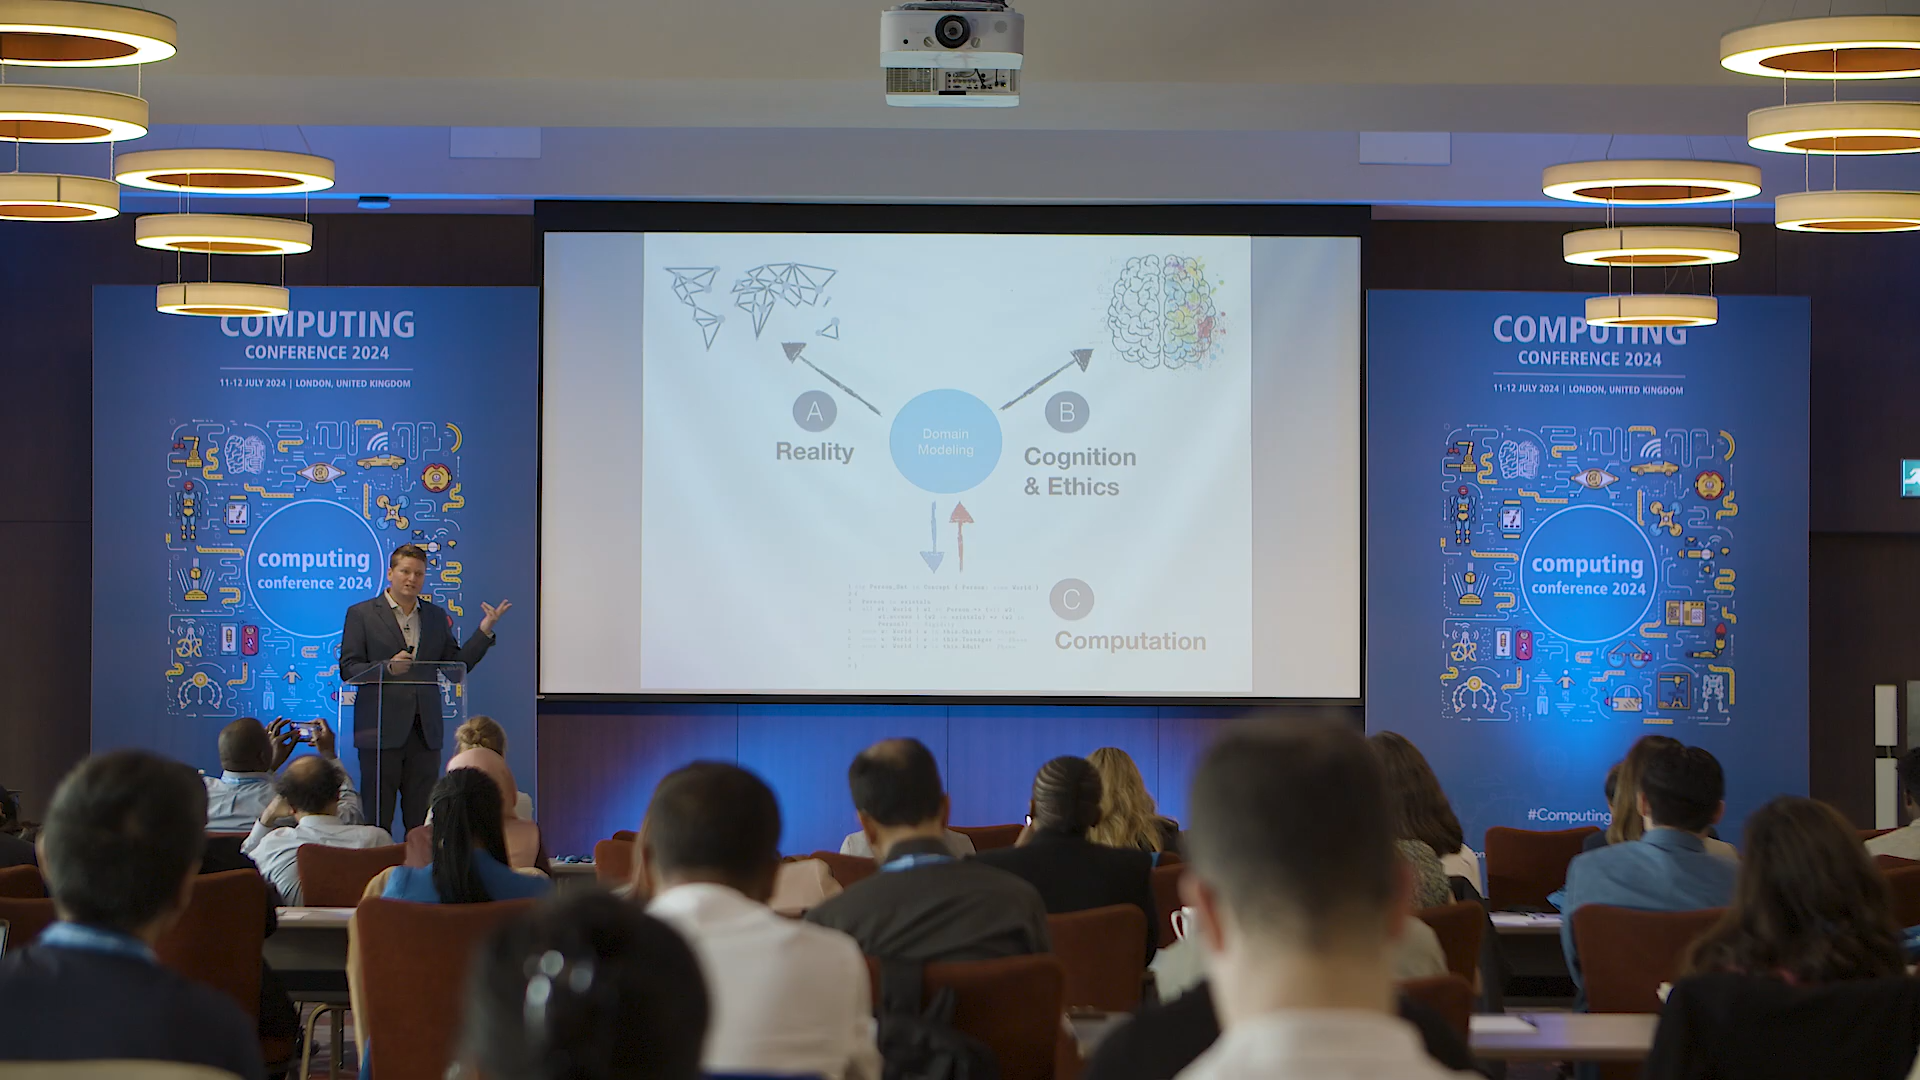 COMPUTING
CONFERENCE 2024
11-12 JULY 2024 | LONDON, UNITED KINGDOM
computing
conference 2024
A
Reality
Domain
Modeling
B
Cognition
& Ethics
C
Computation
COMPUTING
CONFERENCE 2024
11-12 JULY 2024 | LONDON, UNITED KINGDOM
computing
conference 2024
#Computing